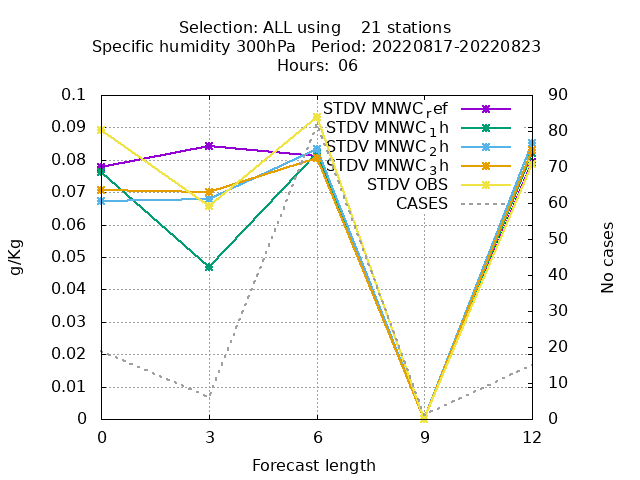 Selection: ALL using    21 stations
Specific humidity 300hPa   Period: 20220817-20220823
Hours: 06
0.1
0.09
0.08
0.07
0.06
0.05
0.04
0.03
0.02
0.01
0
g/Kg
STDV MNWC_ref
STDV MNWC_1h
STDV MNWC_2h
STDV MNWC_3h
STDV OBS
CASES
90
80
70
60
50
40
30
20
10
0
No cases
0 3 6 9 12
Forecast length